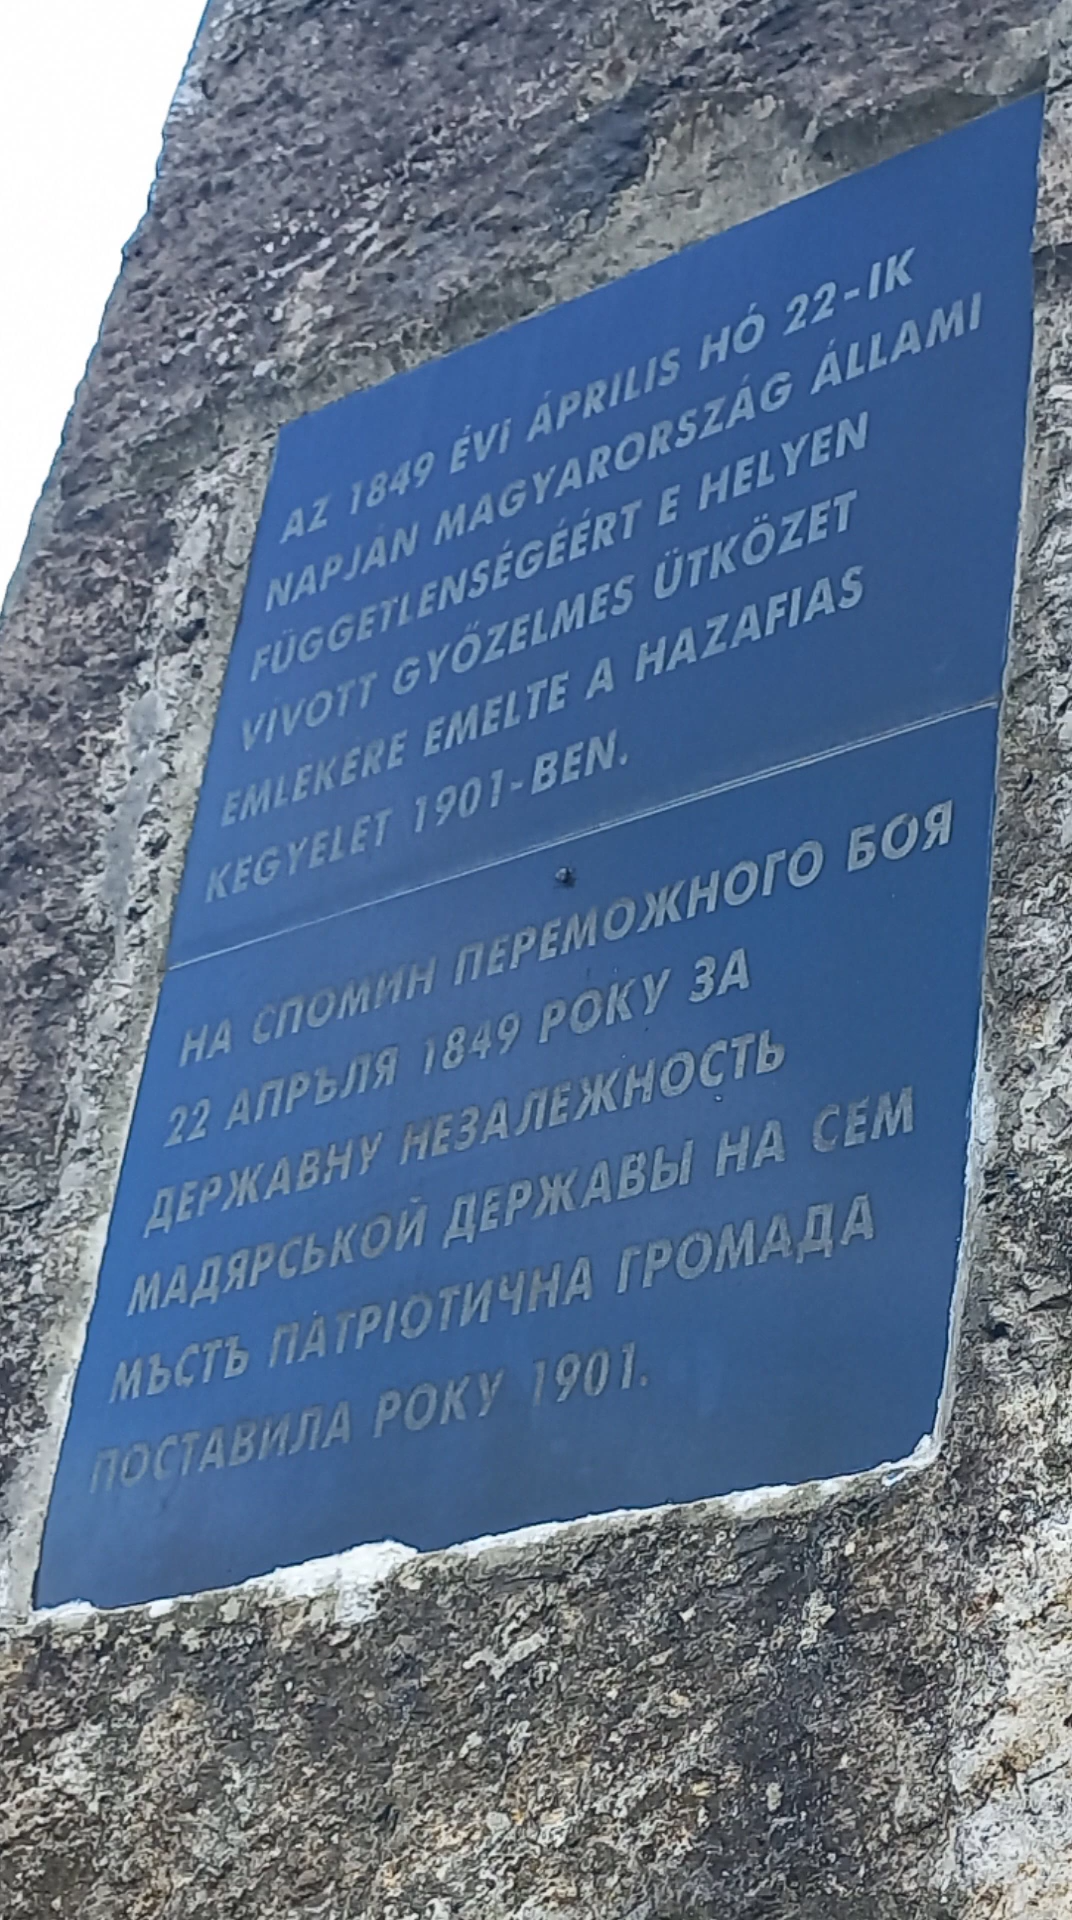 AZ 1849 ÉVI ÁPRILIS HÓ 22-IK
NAPJÁN MAGYARORSZÁG ÁLLAMI
FÜGGETLENSÉGÉÉRT E HELYEN
VIVOTT GYŐZELMES ÜTKÖZET
EMLEKÉRE EMELTE A HAZAFIAS
KEGYELET 1901-BEN.
НА СПОМИН ПЕРЕМОЖНОГО БОЯ
22 АПРЪЛЯ 1849 РОКУ ЗА
ДЕРЖАВНУ НЕЗАЛЕЖНОСТЬ
МАДЯРСЬКОЙ ДЕРЖАВЫ НА СЕМ
МЪСТЪ ПАТРІОТИЧНА ГРОМАДА
ПОСТАВИЛА РОКУ 1901.